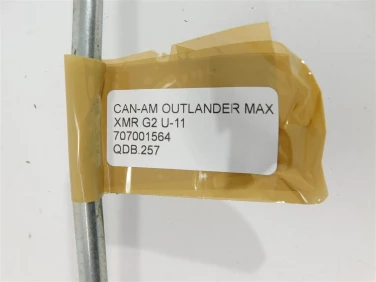 CAN-AM OUTLANDER MAX
XMR G2 U-11
707001564
QDB.257